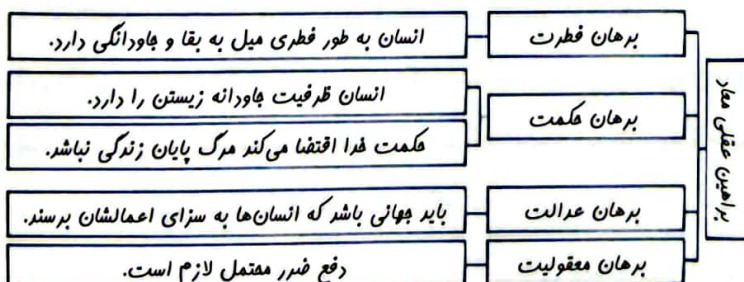 براهین عقلی معاد
برهان فطرت
انسان به طور فطری میل به بقا و جاودانگی دارد.
برهان حکمت
انسان ظرفیت جاودانه زیستن را دارد.
حکمت خدا اقتضا می‌کند مرگ پایان زندگی نباشد.
برهان عدالت
باید جهانی باشد که انسان‌ها به سزای اعمالشان برسند.
برهان معقولیت
دفع ضرر محتمل لازم است.